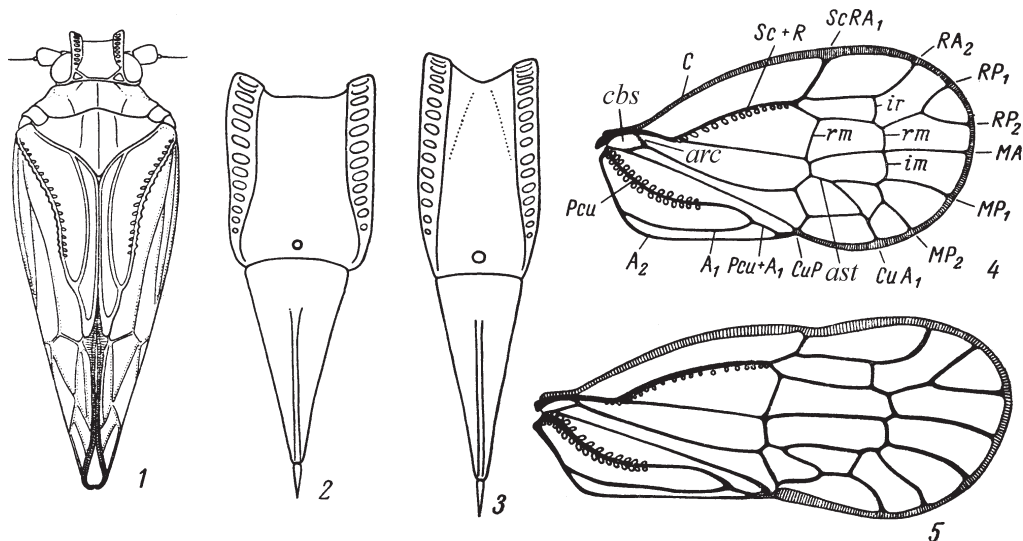 ScRA1
Sc+R
RA2
C
RP1
cbs
ir
RP2
rm
rm
arc
MA
im
Pcu
MP1
MP2
A2
A1
Pcu+A1
CuP
ast
CuA1
4
1
2
3
5